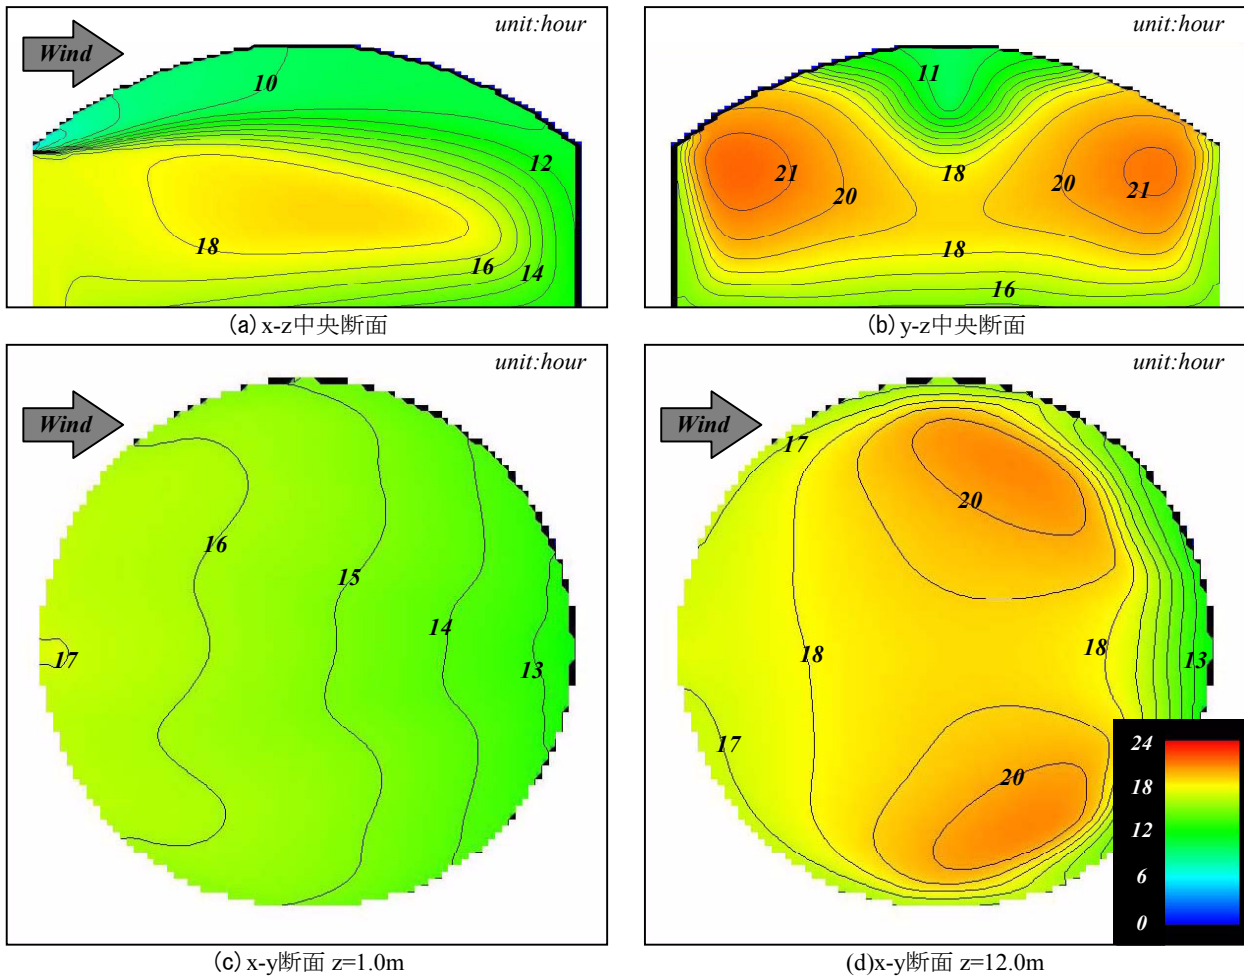 unit:hour
Wind
10
12
18
16
14
(a) x-z中央断面
unit:hour
11
18
21
20
20
21
18
16
(b) y-z中央断面
unit:hour
Wind
16
15
14
17
13
(c) x-y断面 z=1.0m
unit:hour
Wind
17
20
18
18
13
17
20
24
18
12
6
0
(d)x-y断面 z=12.0m